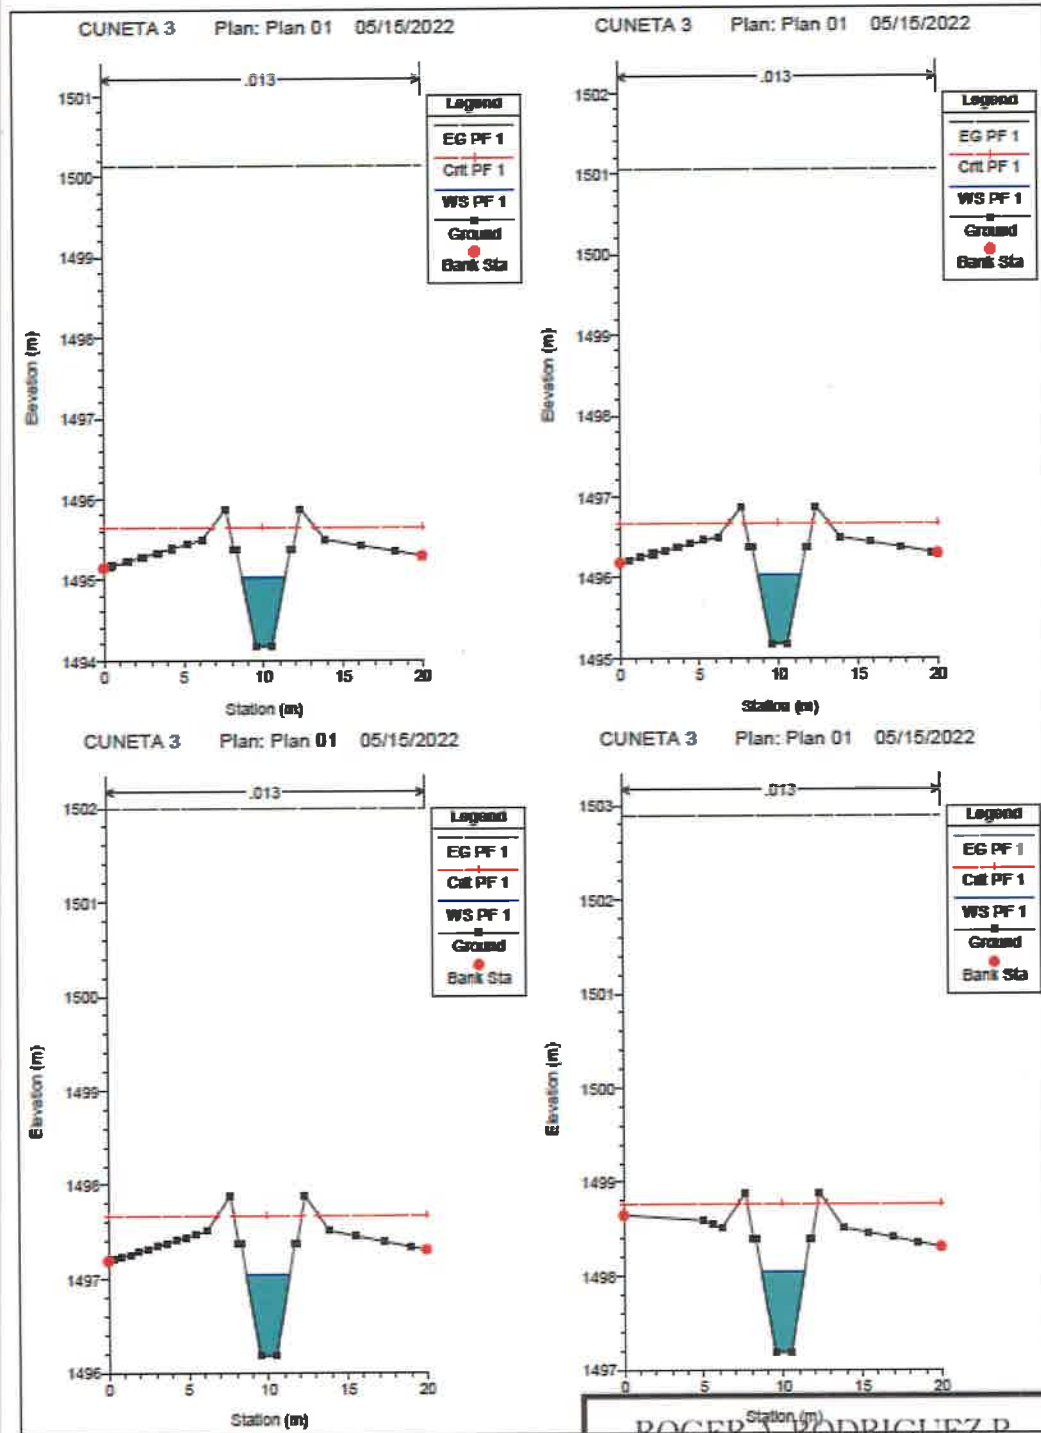 CUNETA 3 Plan: Plan 01 05/15/2022
.013
Legend
EG PF 1
Crit PF 1
WS PF 1
Ground
Bank Sta
1501
1500
1499
1498
1497
1496
1495
1494
Elevation (m)
0 5 10 15 20
Station (m)
CUNETA 3 Plan: Plan 01 05/15/2022
.013
Legend
EG PF 1
Crit PF 1
WS PF 1
Ground
Bank Sta
1502
1501
1500
1499
1498
1497
1496
1495
Elevation (m)
0 5 10 15 20
Station (m)
CUNETA 3 Plan: Plan 01 05/15/2022
.013
Legend
EG PF 1
Crit PF 1
WS PF 1
Ground
Bank Sta
1502
1501
1500
1499
1498
1497
1496
Elevation (m)
0 5 10 15 20
Station (m)
CUNETA 3 Plan: Plan 01 05/15/2022
.013
Legend
EG PF 1
Crit PF 1
WS PF 1
Ground
Bank Sta
1503
1502
1501
1500
1499
1498
1497
Elevation (m)
0 5 10 15 20
Station (m)
ROGER A RODRIGUEZ P